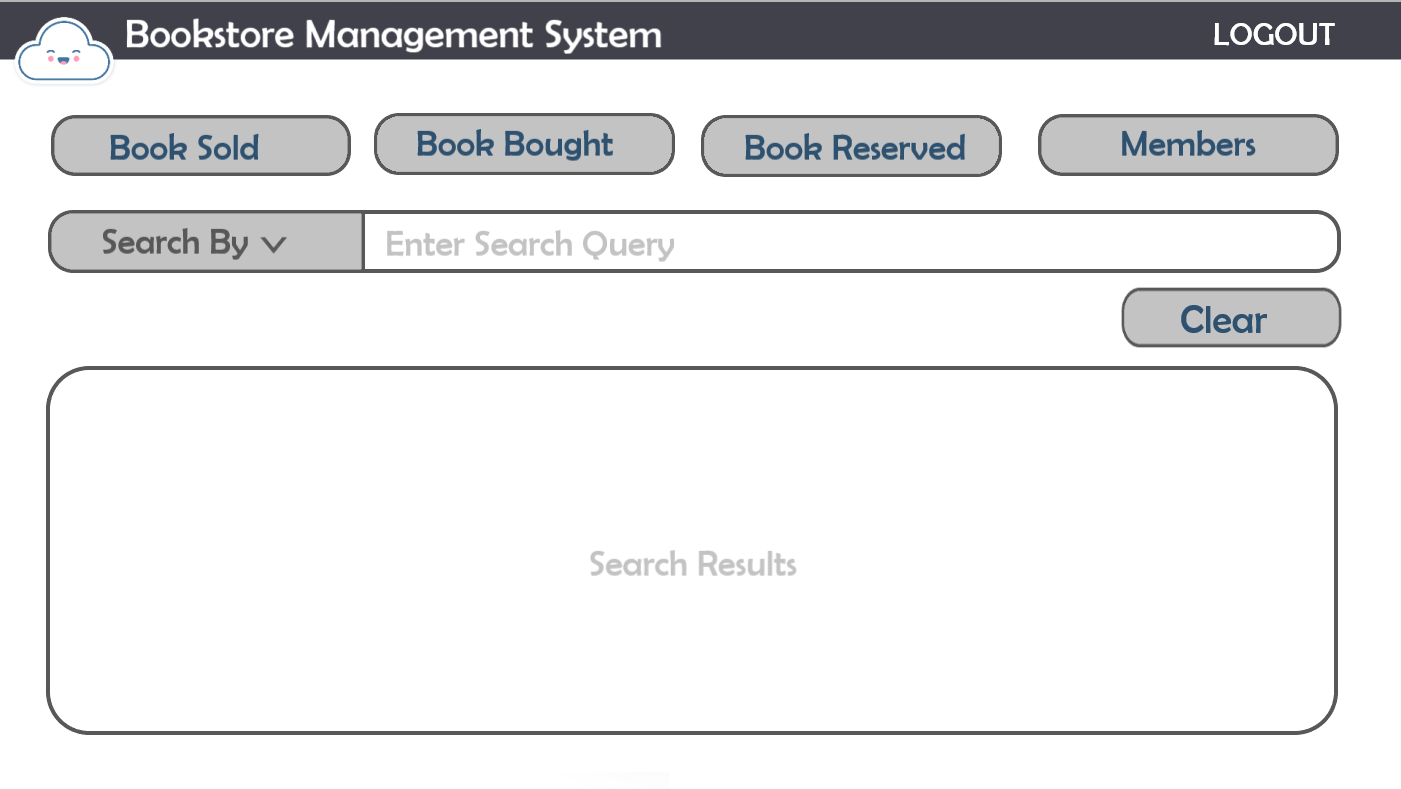 Bookstore Management System
LOGOUT
Book Sold
Book Bought
Book Reserved
Members
Search By
Enter Search Query
Clear
Search Results